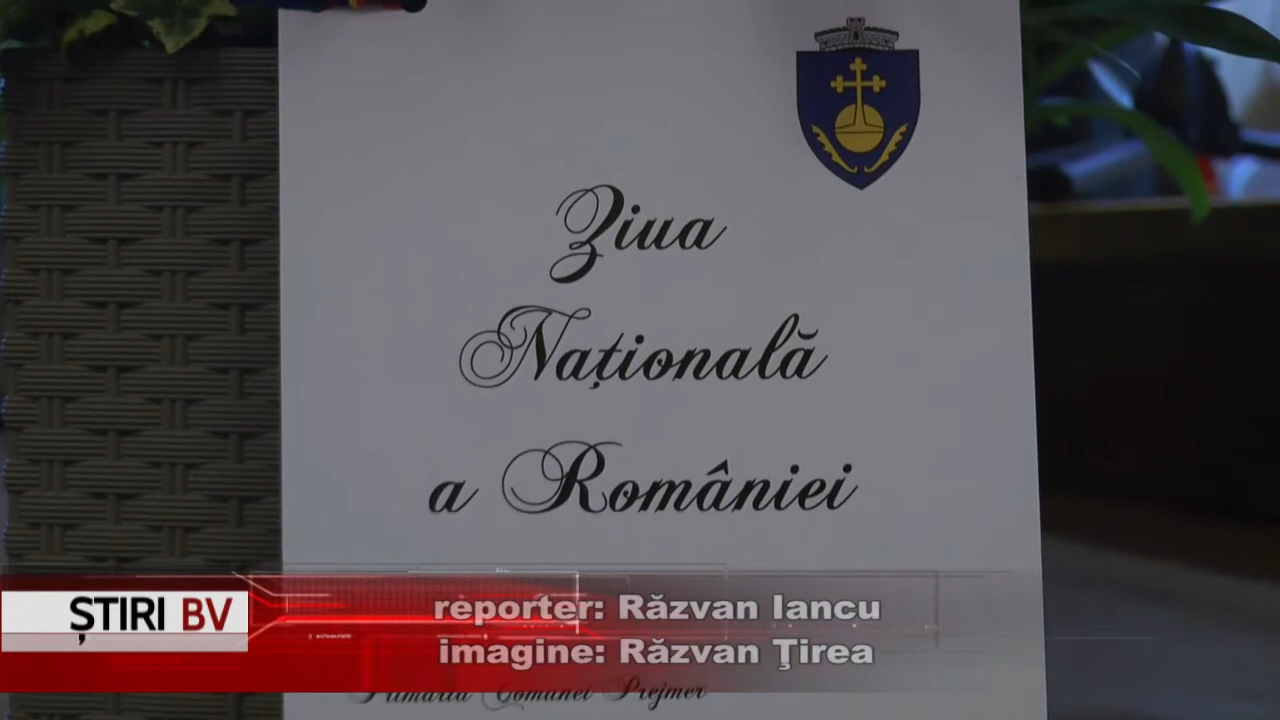 Ziua
Națională
a României
ȘTIRI BV
reporter: Răzvan Iancu
imagine: Răzvan Ţirea
Primăria Comunei Prejmer